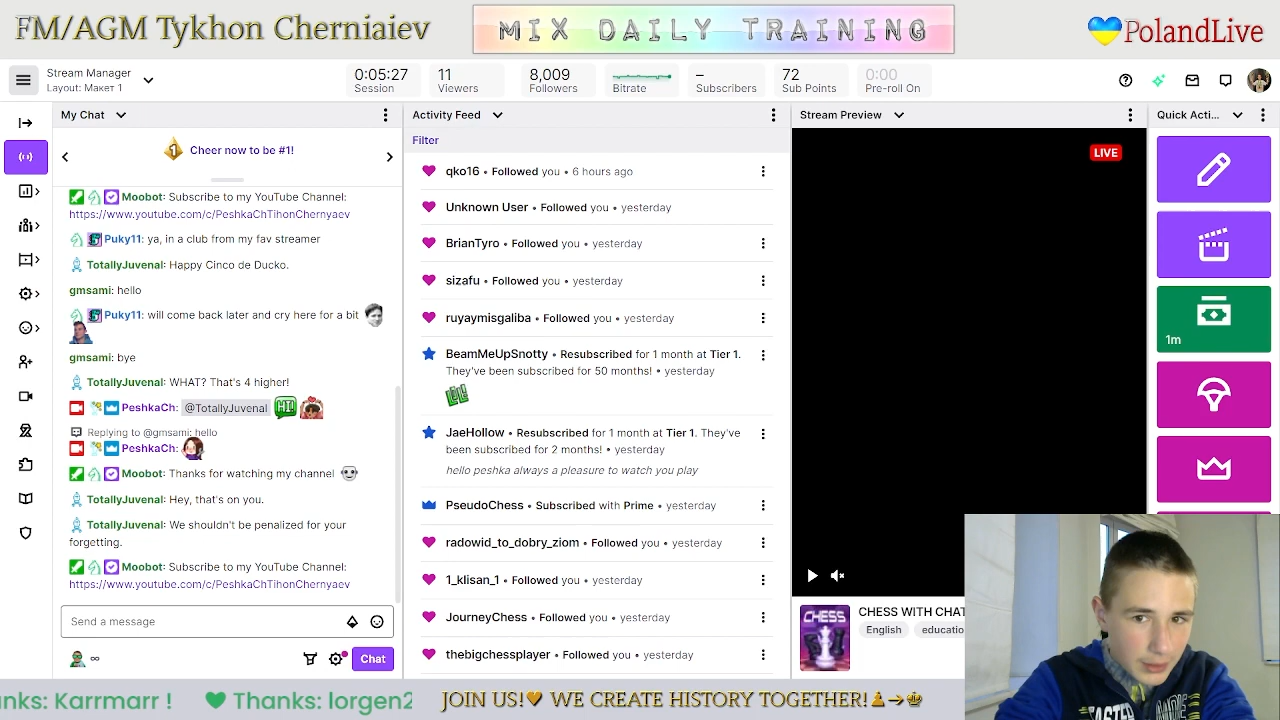 FM/AGM Tykhon Cherniaiev
MIX DAILY TRAINING
PolandLive
Stream Manager
Layout: Макет 1
0:05:27
Session
11
Viewers
8,009
Followers
Bitrate
–
Subscribers
72
Sub Points
0:00
Pre-roll On
My Chat
Cheer now to be #1!
Moobot: Subscribe to my YouTube Channel:
https://www.youtube.com/c/PeshkaChTihonChernyaev
Puky11: ya, in a club from my fav streamer
TotallyJuvenal: Happy Cinco de Ducko.
gmsami: hello
Puky11: will come back later and cry here for a bit
gmsami: bye
TotallyJuvenal: WHAT? That's 4 higher!
PeshkaCh: @TotallyJuvenal HI
Replying to @gmsami: hello
PeshkaCh:
Moobot: Thanks for watching my channel
TotallyJuvenal: Hey, that's on you.
TotallyJuvenal: We shouldn't be penalized for your
forgetting.
Moobot: Subscribe to my YouTube Channel:
https://www.youtube.com/c/PeshkaChTihonChernyaev
Send a message
∞
Chat
Activity Feed
Filter
qko16 • Followed you • 6 hours ago
Unknown User • Followed you • yesterday
BrianTyro • Followed you • yesterday
sizafu • Followed you • yesterday
ruyaymisgaliba • Followed you • yesterday
BeamMeUpSnotty • Resubscribed for 1 month at Tier 1.
They've been subscribed for 50 months! • yesterday
JaeHollow • Resubscribed for 1 month at Tier 1. They've
been subscribed for 2 months! • yesterday
hello peshka always a pleasure to watch you play
PseudoChess • Subscribed with Prime • yesterday
radowid_to_dobry_ziom • Followed you • yesterday
1_klisan_1 • Followed you • yesterday
JourneyChess • Followed you • yesterday
thebigchessplayer • Followed you • yesterday
Stream Preview
LIVE
CHESS
CHESS WITH CHAT
English
educatio
Quick Acti...
1m
nks: Karrmarr !
Thanks: lorgen2
JOIN US! WE CREATE HISTORY TOGETHER!